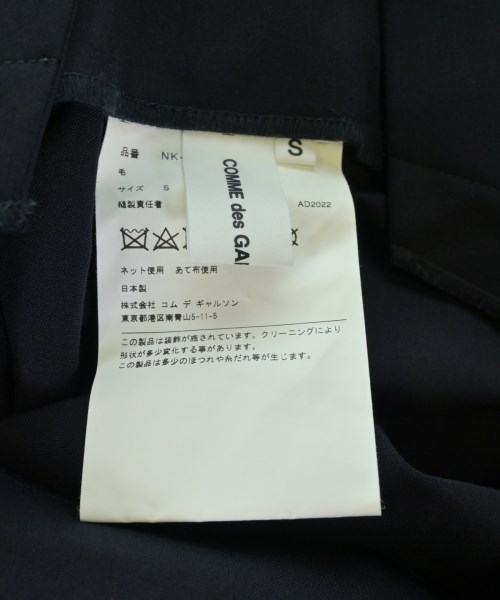 S
COMME des GA
品番 NK-
毛
サイズ S
縫製責任者 AD2022
ネット使用 あて布使用
日本製
株式会社 コム デ ギャルソン
東京都港区南青山5-11-5
この製品は装飾が施されています。クリーニングにより
形状が多少変化する事があります。
この製品は多少のほつれや糸だれ等が生じます。